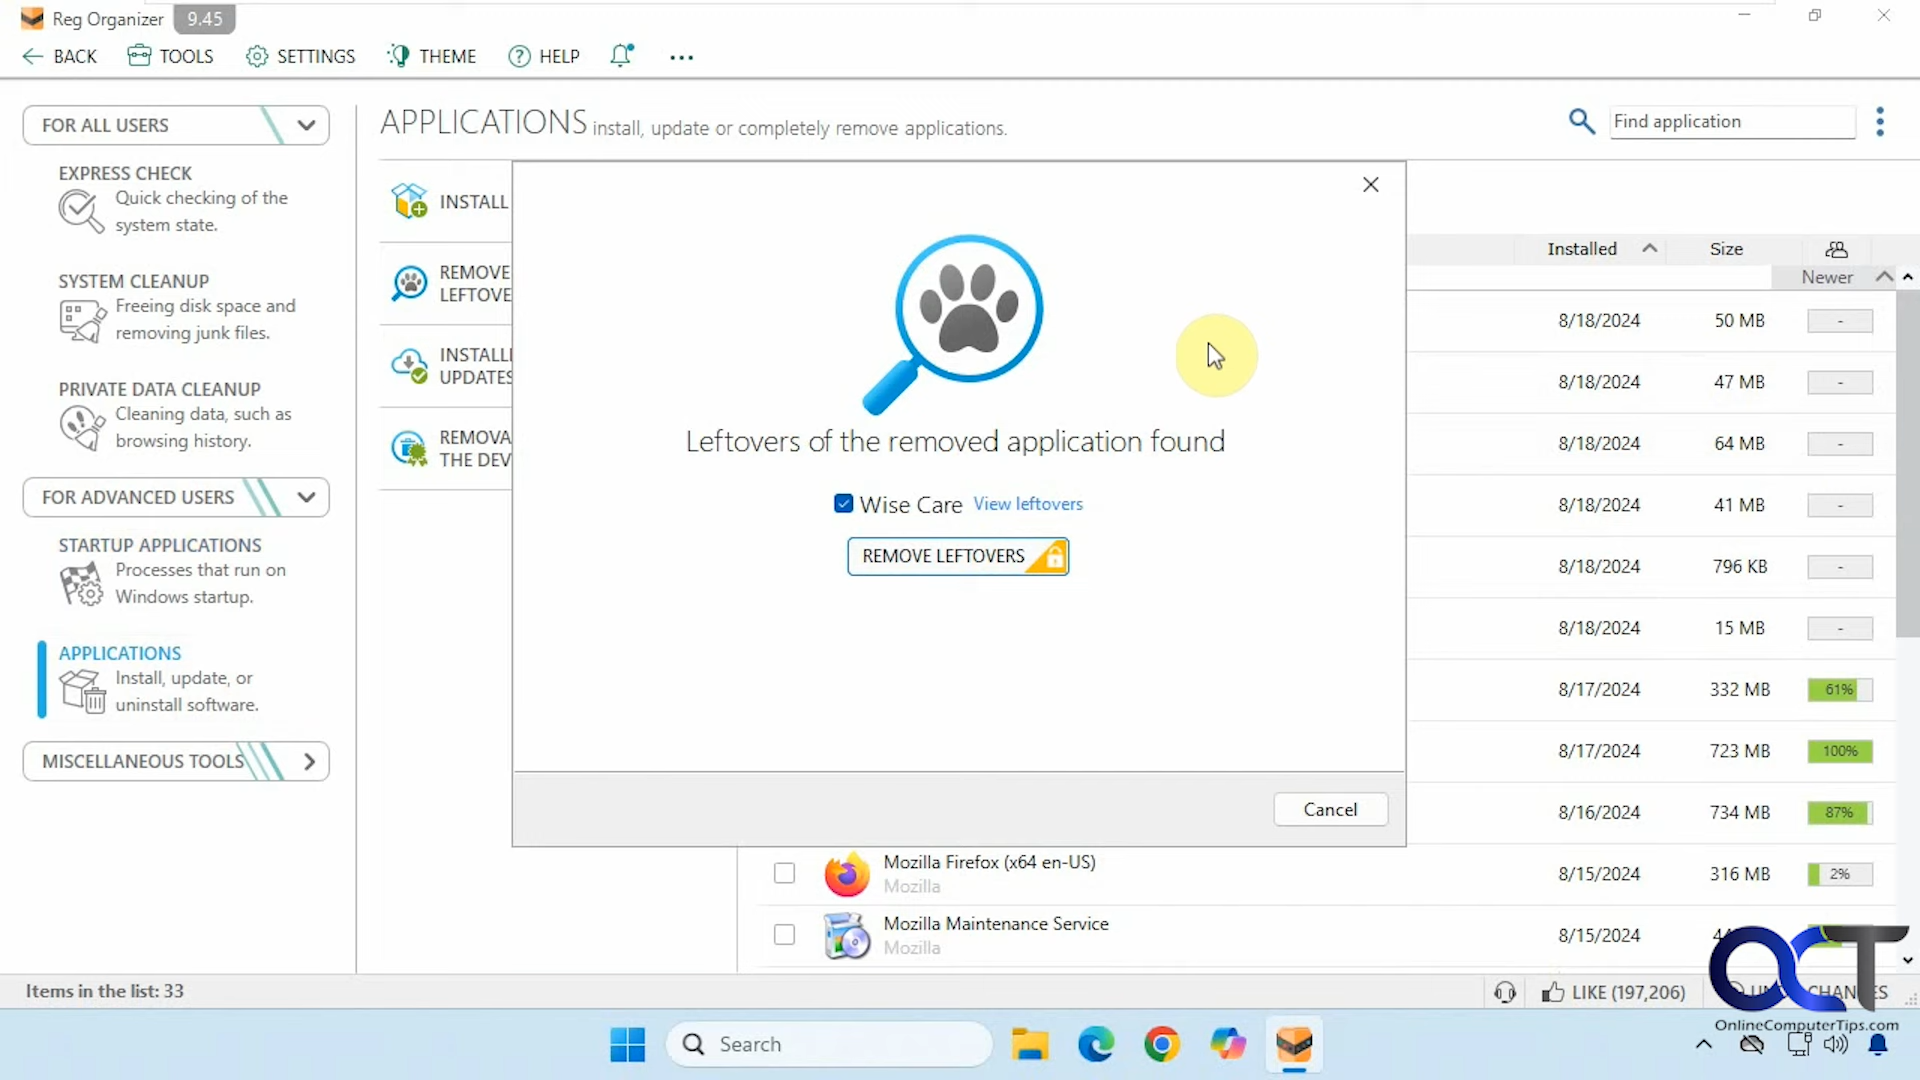 Reg Organizer 9.45
BACK TOOLS SETTINGS THEME HELP ...
FOR ALL USERS
EXPRESS CHECK
Quick checking of the
system state.
SYSTEM CLEANUP
Freeing disk space and
removing junk files.
PRIVATE DATA CLEANUP
Cleaning data, such as
browsing history.
FOR ADVANCED USERS
STARTUP APPLICATIONS
Processes that run on
Windows startup.
APPLICATIONS
Install, update, or
uninstall software.
MISCELLANEOUS TOOLS
APPLICATIONS install, update or completely remove applications.
Find application
INSTALL
REMOVE
LEFTOVE
INSTALL
UPDATES
REMOVA
THE DEV
Leftovers of the removed application found
Wise Care View leftovers
REMOVE LEFTOVERS
Cancel
Installed Size
Newer
8/18/2024 50 MB -
8/18/2024 47 MB -
8/18/2024 64 MB -
8/18/2024 41 MB -
8/18/2024 796 KB -
8/18/2024 15 MB -
8/17/2024 332 MB 61%
8/17/2024 723 MB 100%
8/16/2024 734 MB 87%
Mozilla Firefox (x64 en-US) 8/15/2024 316 MB 2%
Mozilla
Mozilla Maintenance Service 8/15/2024
Mozilla
Items in the list: 33
LIKE (197,206)
OCT
OnlineComputerTips.com
Search